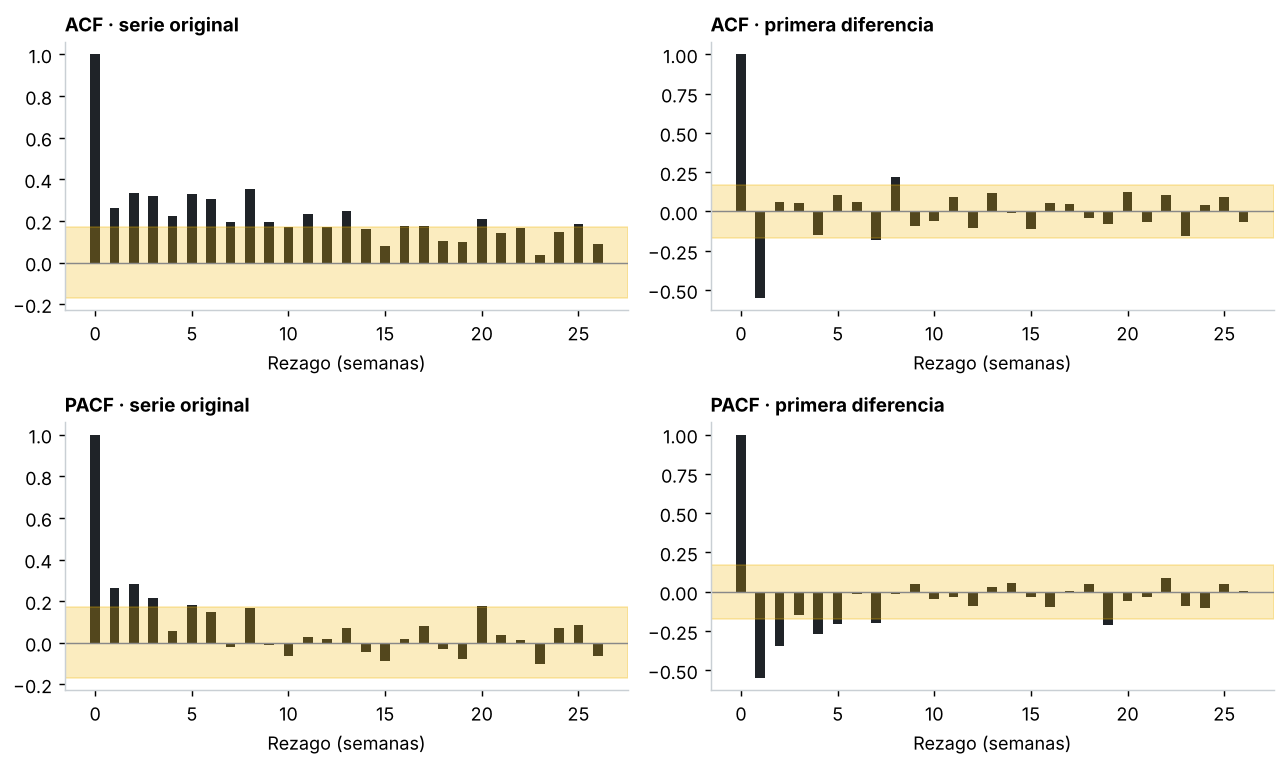 ACF · serie original
1.0
0.8
0.6
0.4
0.2
0.0
−0.2
0 5 10 15 20 25
Rezago (semanas)
ACF · primera diferencia
1.00
0.75
0.50
0.25
0.00
−0.25
−0.50
0 5 10 15 20 25
Rezago (semanas)
PACF · serie original
1.0
0.8
0.6
0.4
0.2
0.0
−0.2
0 5 10 15 20 25
Rezago (semanas)
PACF · primera diferencia
1.00
0.75
0.50
0.25
0.00
−0.25
−0.50
0 5 10 15 20 25
Rezago (semanas)